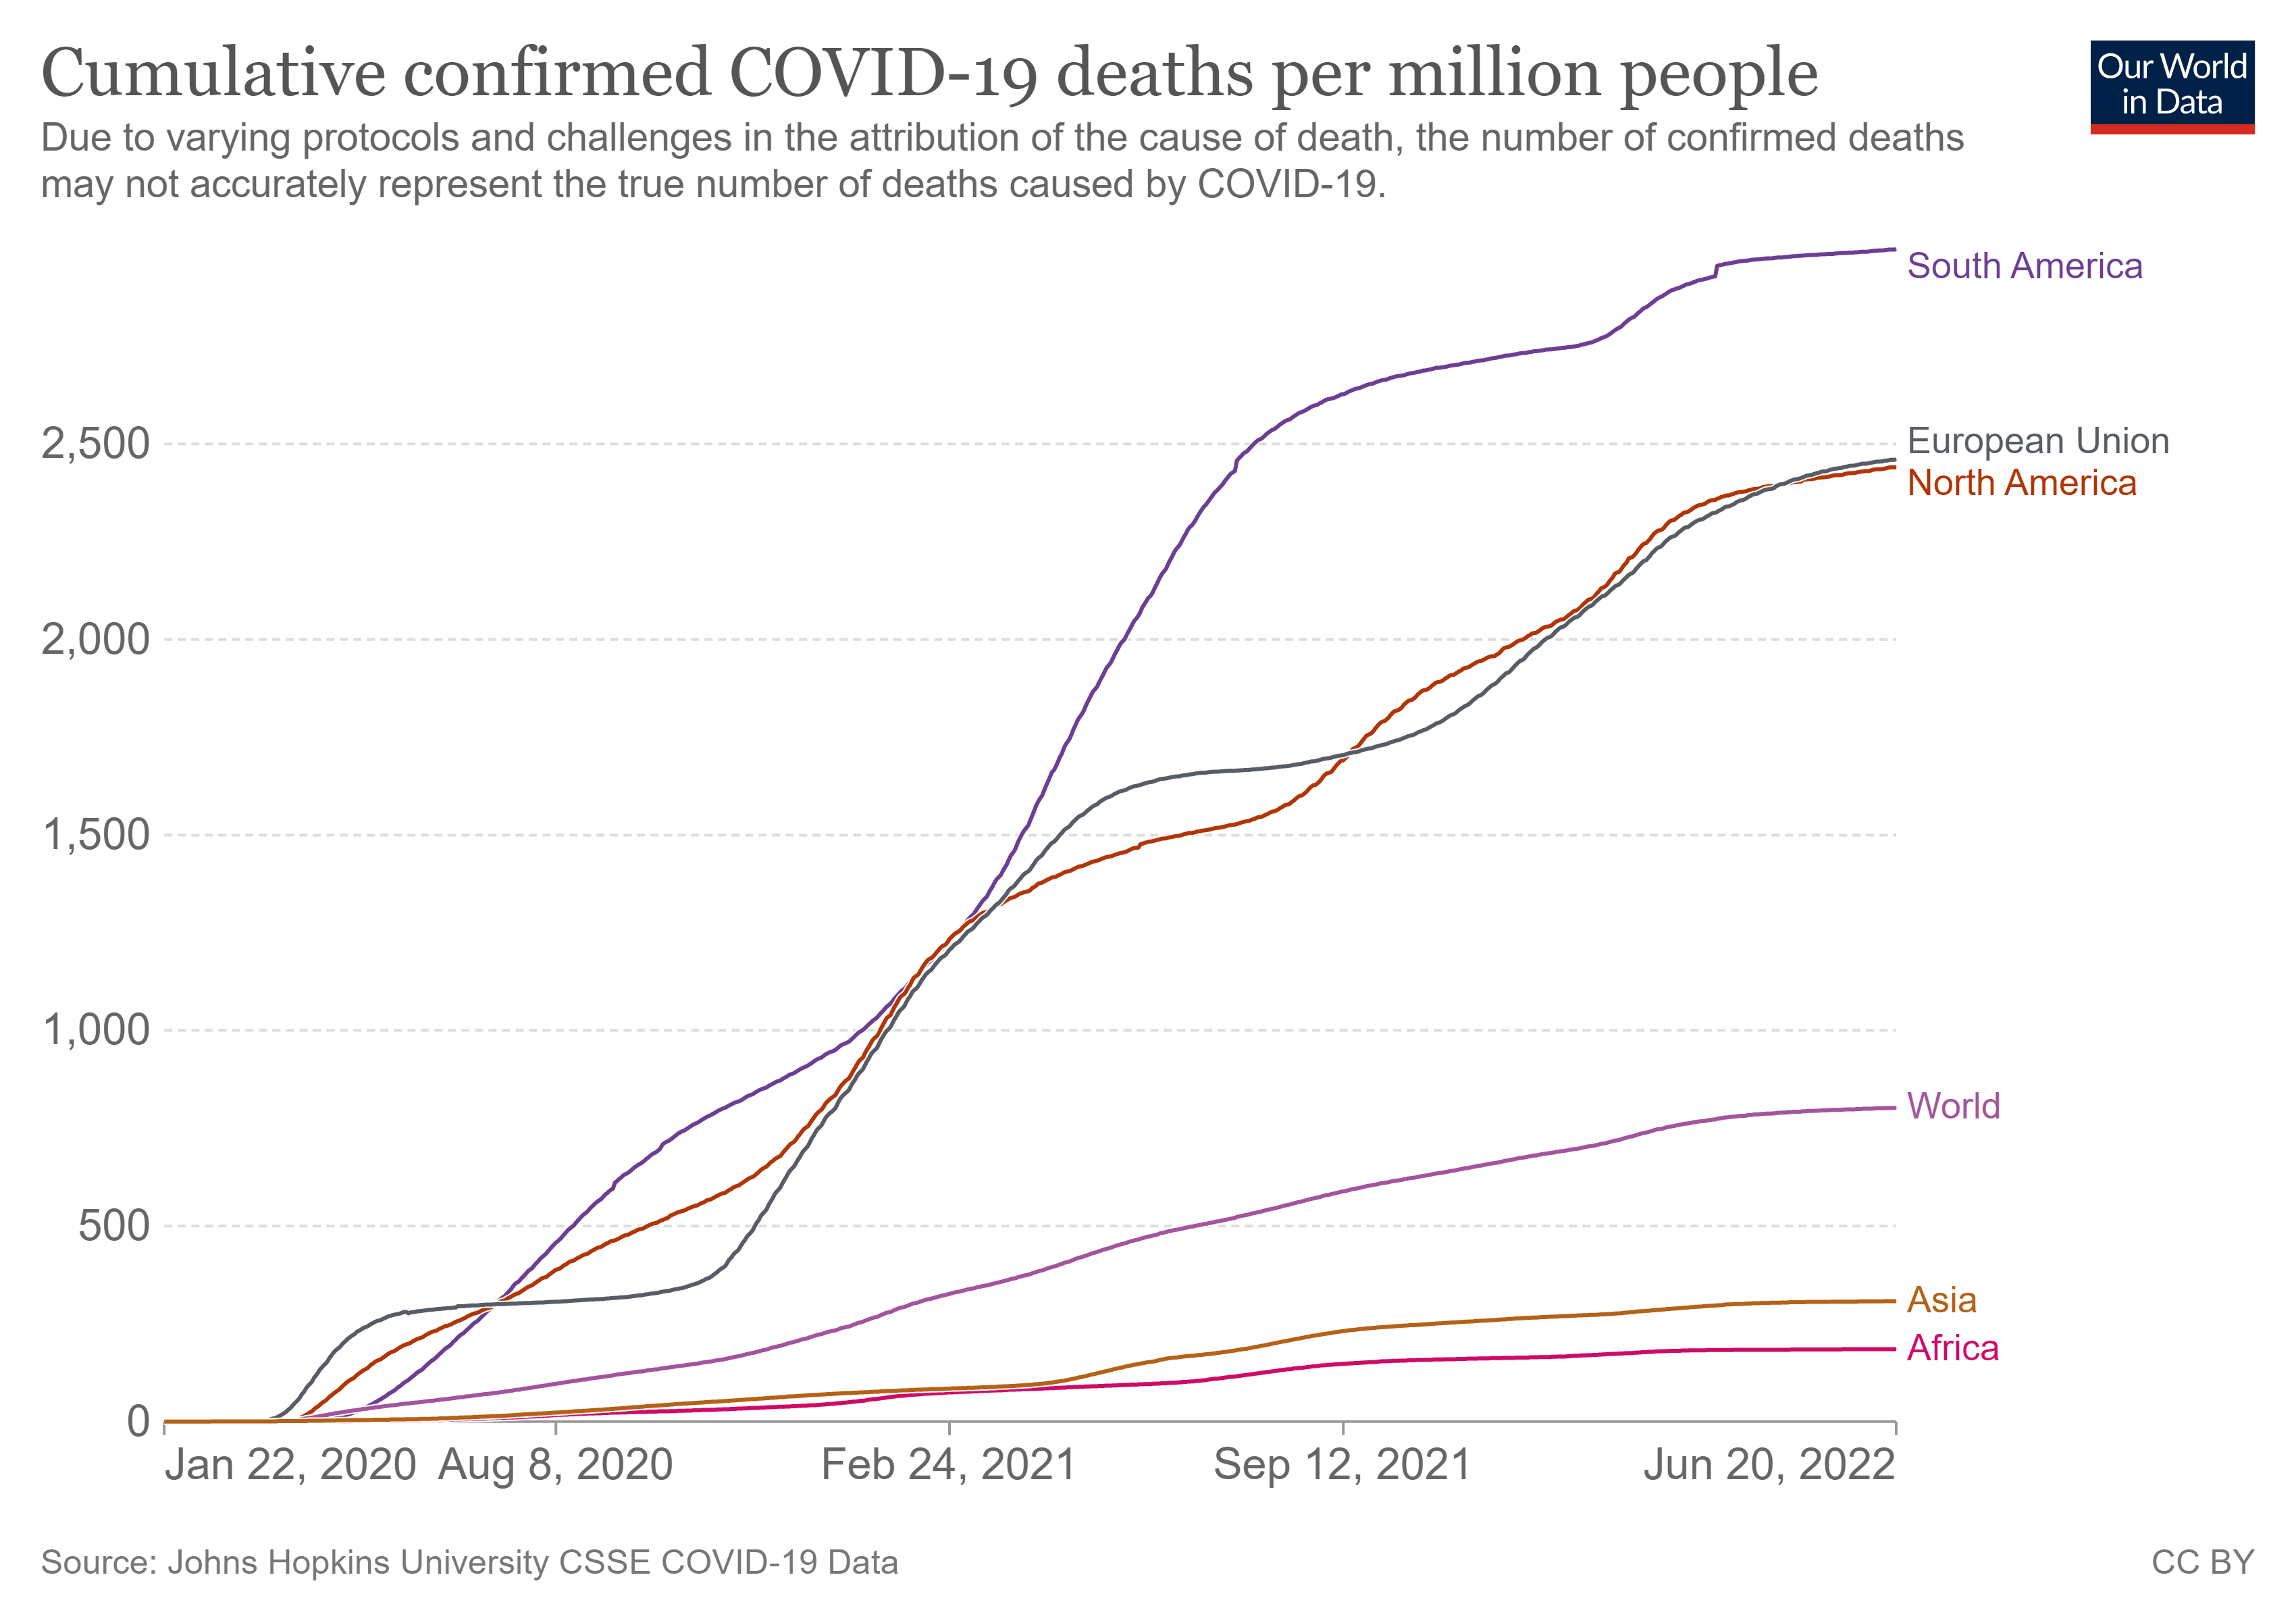 Cumulative confirmed COVID-19 deaths per million people
Our World
in Data
Due to varying protocols and challenges in the attribution of the cause of death, the number of confirmed deaths
may not accurately represent the true number of deaths caused by COVID-19.
South America
2,500
European Union
North America
2,000
1,500
1,000
World
500
Asia
Africa
0
Jan 22, 2020 Aug 8, 2020 Feb 24, 2021 Sep 12, 2021 Jun 20, 2022
Source: Johns Hopkins University CSSE COVID-19 Data
CC BY